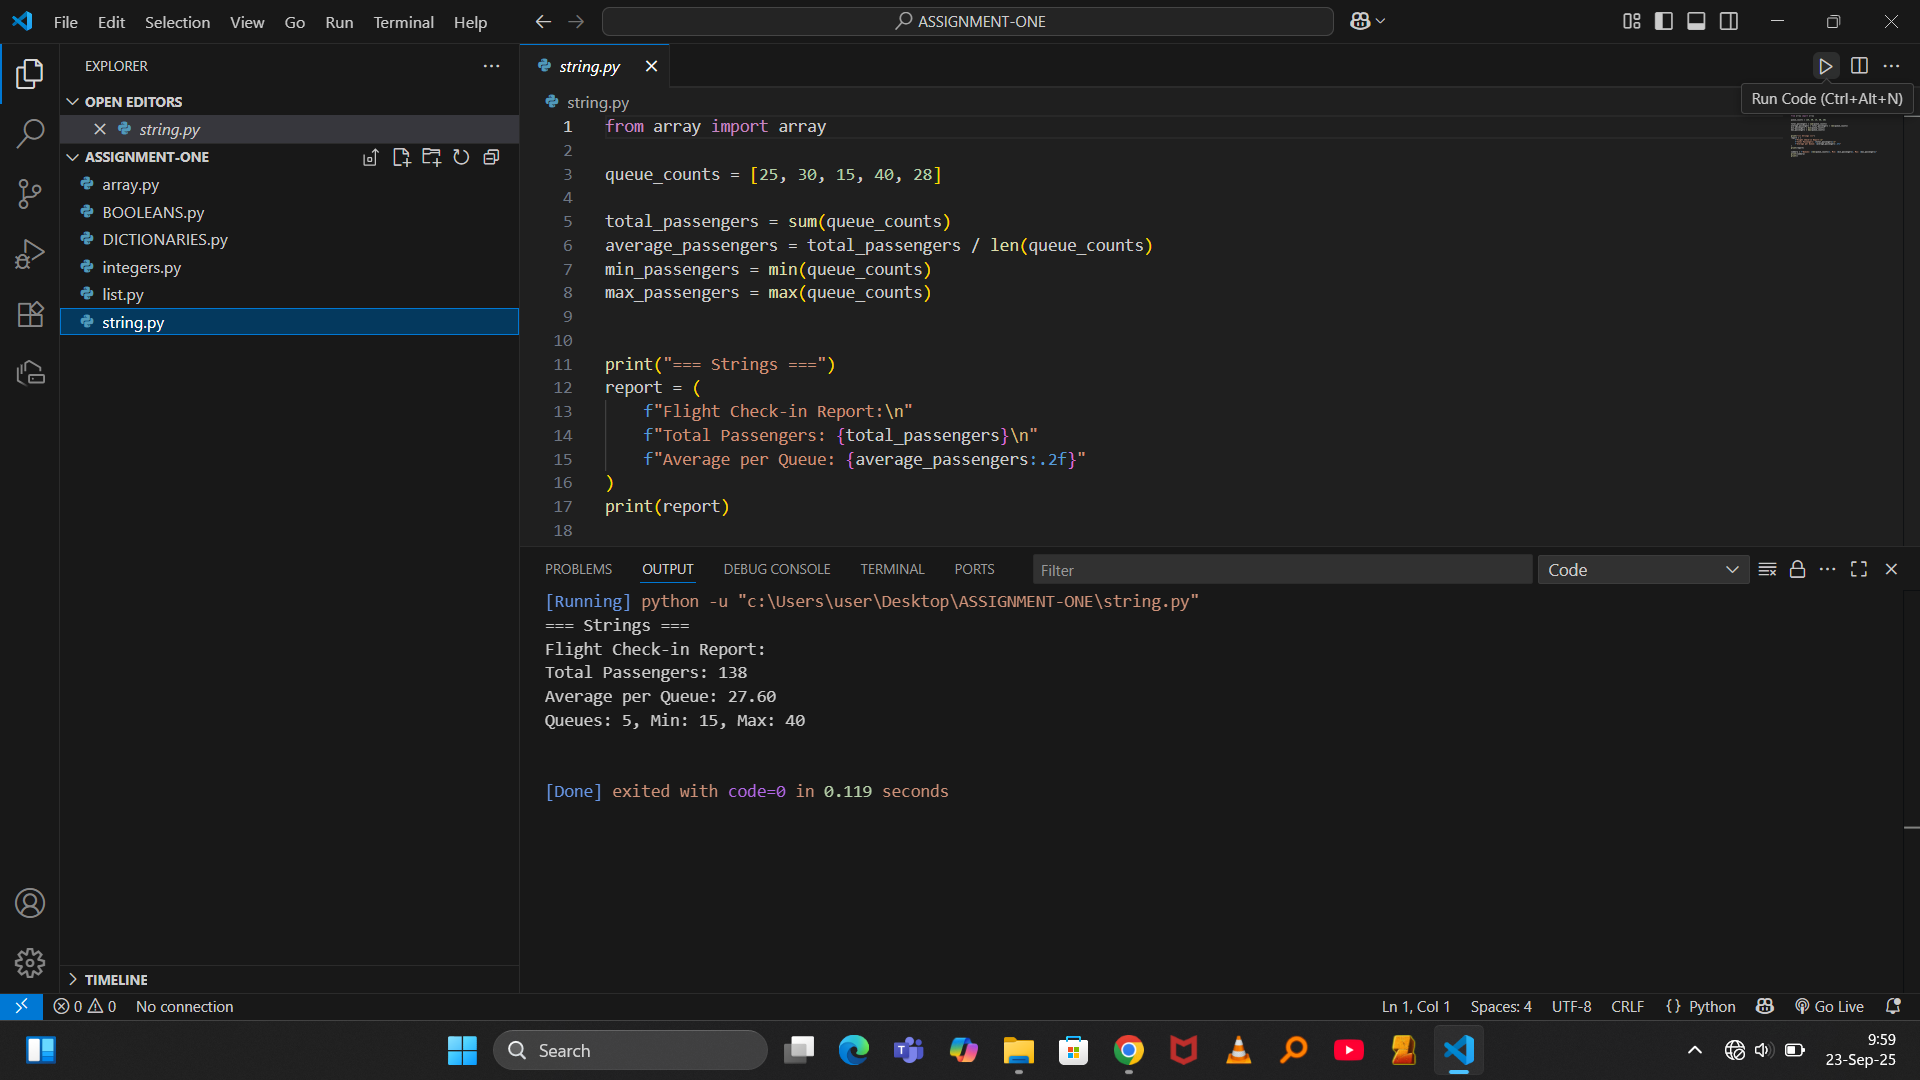 File Edit Selection View Go Run Terminal Help
ASSIGNMENT-ONE
EXPLORER
OPEN EDITORS
string.py
ASSIGNMENT-ONE
array.py
BOOLEANS.py
DICTIONARIES.py
integers.py
list.py
string.py
TIMELINE
string.py
Run Code (Ctrl+Alt+N)
string.py
1 from array import array
2
3 queue_counts = [25, 30, 15, 40, 28]
4
5 total_passengers = sum(queue_counts)
6 average_passengers = total_passengers / len(queue_counts)
7 min_passengers = min(queue_counts)
8 max_passengers = max(queue_counts)
9
10
11 print("=== Strings ===")
12 report = (
13     f"Flight Check-in Report:\n"
14     f"Total Passengers: {total_passengers}\n"
15     f"Average per Queue: {average_passengers:.2f}"
16 )
17 print(report)
18
PROBLEMS OUTPUT DEBUG CONSOLE TERMINAL PORTS Filter Code
[Running] python -u "c:\Users\user\Desktop\ASSIGNMENT-ONE\string.py"
=== Strings ===
Flight Check-in Report:
Total Passengers: 138
Average per Queue: 27.60
Queues: 5, Min: 15, Max: 40
[Done] exited with code=0 in 0.119 seconds
0 0 No connection Ln 1, Col 1 Spaces: 4 UTF-8 CRLF {} Python Go Live
Search
9:59
23-Sep-25